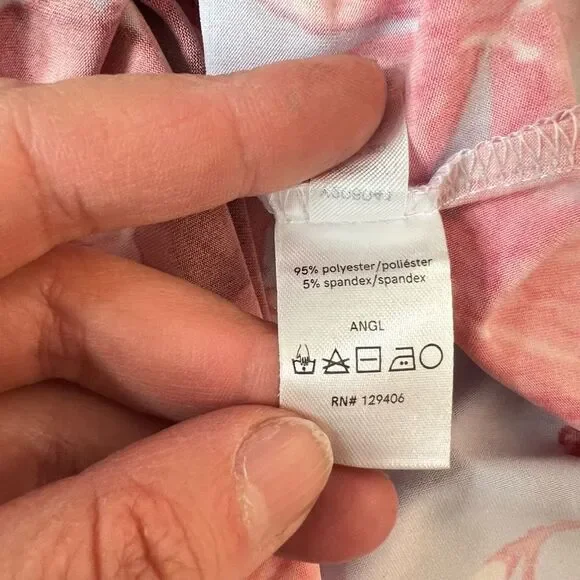 95% polyester/poliéster
5% spandex/spandex
ANGL
RN# 129406